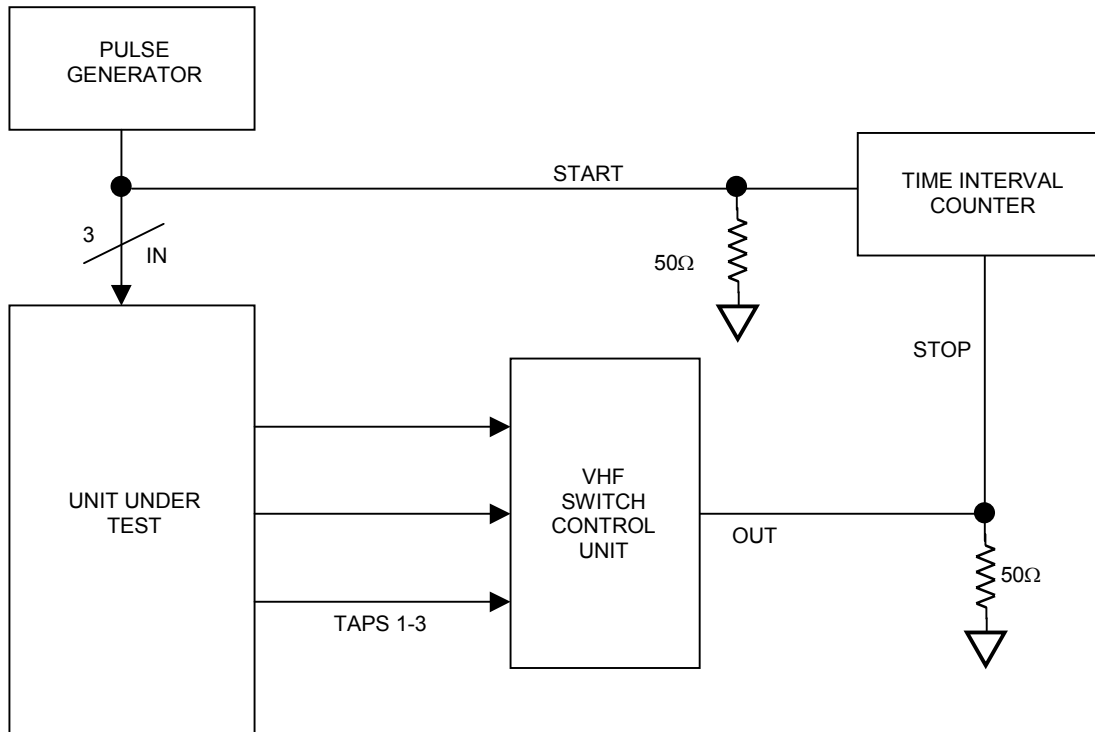 PULSE
GENERATOR
START
TIME INTERVAL
COUNTER
3
IN
50Ω
STOP
UNIT UNDER
TEST
VHF
SWITCH
CONTROL
UNIT
OUT
50Ω
TAPS 1-3